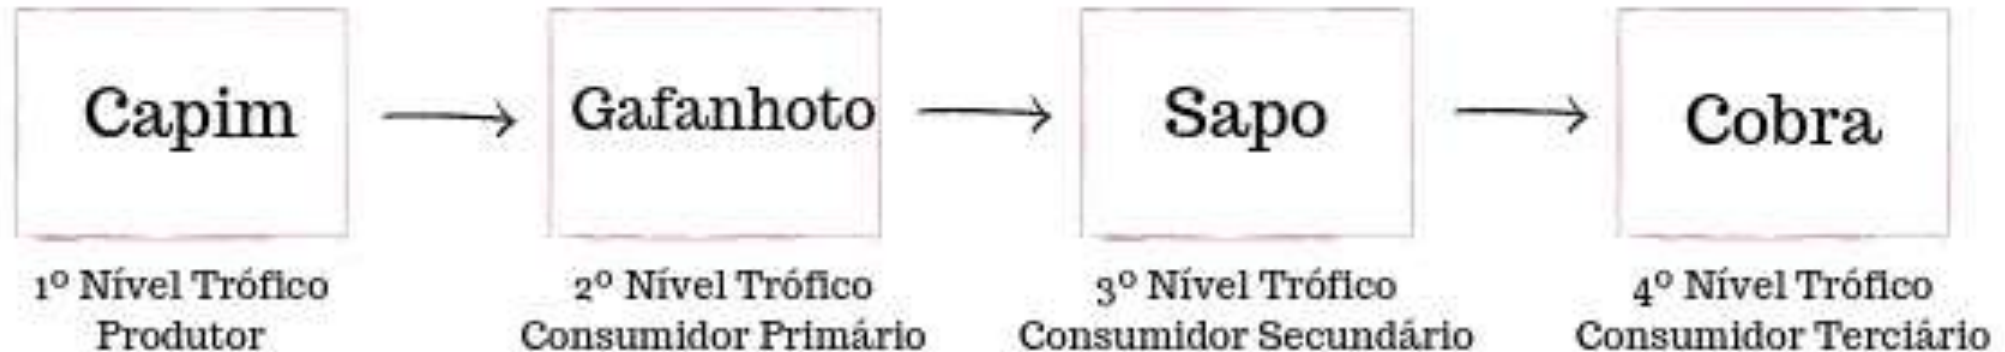 Capim
Gafanhoto
Sapo
Cobra
1º Nível Trófico
Produtor
2º Nível Trófico
Consumidor Primário
3º Nível Trófico
Consumidor Secundário
4º Nível Trófico
Consumidor Terciário